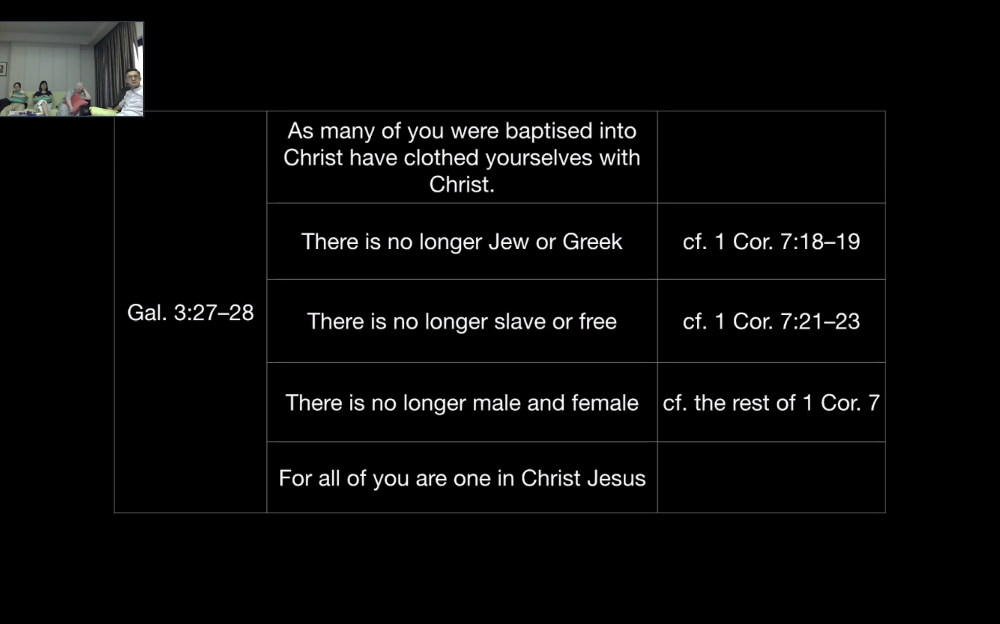 As many of you were baptised into
Christ have clothed yourselves with
Christ.
There is no longer Jew or Greek
cf. 1 Cor. 7:18–19
Gal. 3:27–28
There is no longer slave or free
cf. 1 Cor. 7:21–23
There is no longer male and female
cf. the rest of 1 Cor. 7
For all of you are one in Christ Jesus